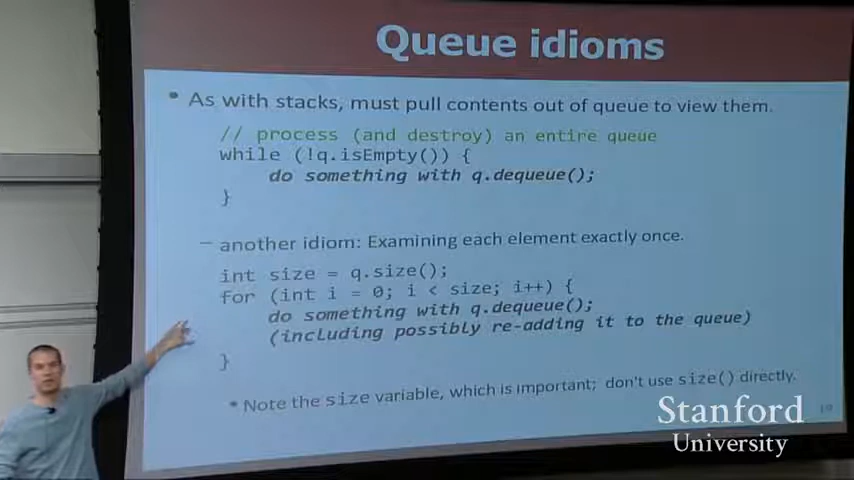 Queue idioms
• As with stacks, must pull contents out of queue to view them.
// process (and destroy) an entire queue
while (!q.isEmpty()) {
do something with q.dequeue();
}
– another idiom: Examining each element exactly once.
int size = q.size();
for (int i = 0; i < size; i++) {
do something with q.dequeue();
(including possibly re-adding it to the queue)
}
• Note the size variable, which is important; don't use size() directly.
19
Stanford
University